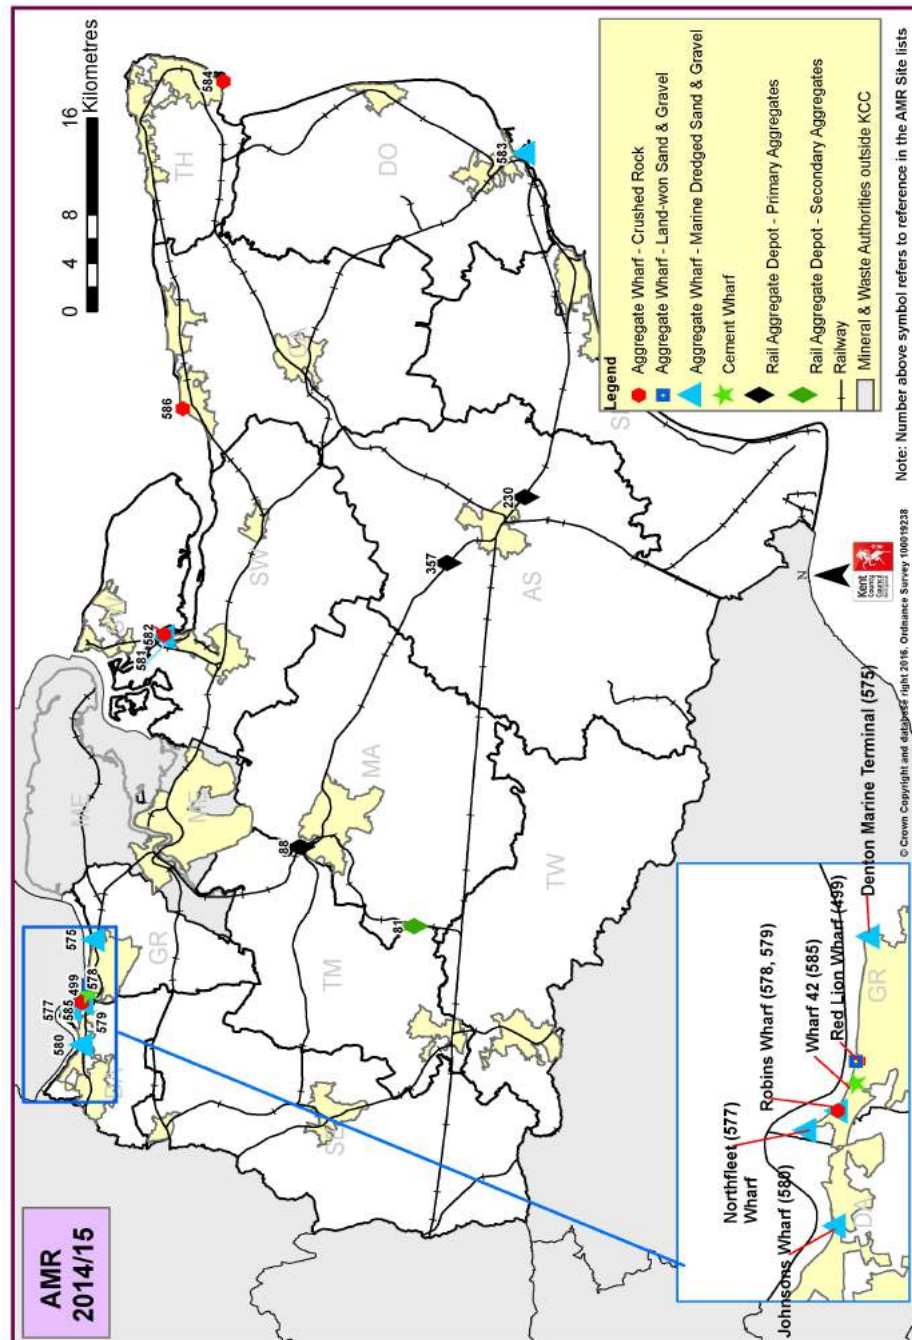 AMR
2014/15
0 4 8 16
Kilometres
TH
584
DO
583
586
SW
581
582
230
357
AS
MA
88
81
TW
TM
GR
575
499
578
585
579
577
580
Legend
Aggregate Wharf - Crushed Rock
Aggregate Wharf - Land-won Sand & Gravel
Aggregate Wharf - Marine Dredged Sand & Gravel
Cement Wharf
Rail Aggregate Depot - Primary Aggregates
Rail Aggregate Depot - Secondary Aggregates
Railway
Mineral & Waste Authorities outside KCC
Note: Number above symbol refers to reference in the AMR Site lists
N
Kent
County
Council
© Crown Copyright and database right 2016. Ordnance Survey 100019238
Johnsons Wharf (580)
Northfleet (577)
Wharf
Robins Wharf (578, 579)
Wharf 42 (585)
Red Lion Wharf (499)
Denton Marine Terminal (575)
GR